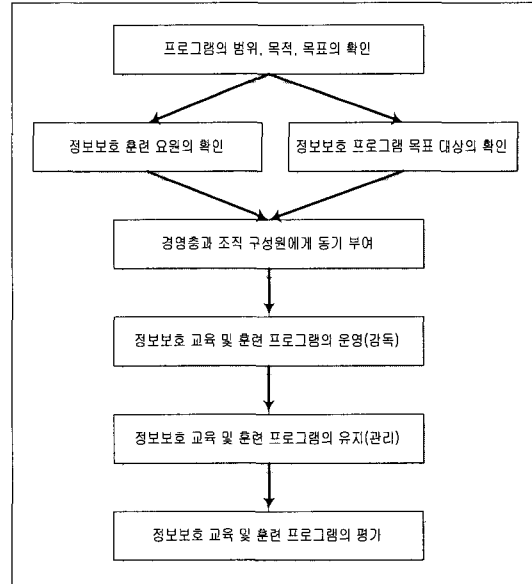 프로그램의 범위, 목적, 목표의 확인
정보보호 훈련 요원의 확인
정보보호 프로그램 목표 대상의 확인
경영층과 조직 구성원에게 동기 부여
정보보호 교육 및 훈련 프로그램의 운영(감독)
정보보호 교육 및 훈련 프로그램의 유지(관리)
정보보호 교육 및 훈련 프로그램의 평가